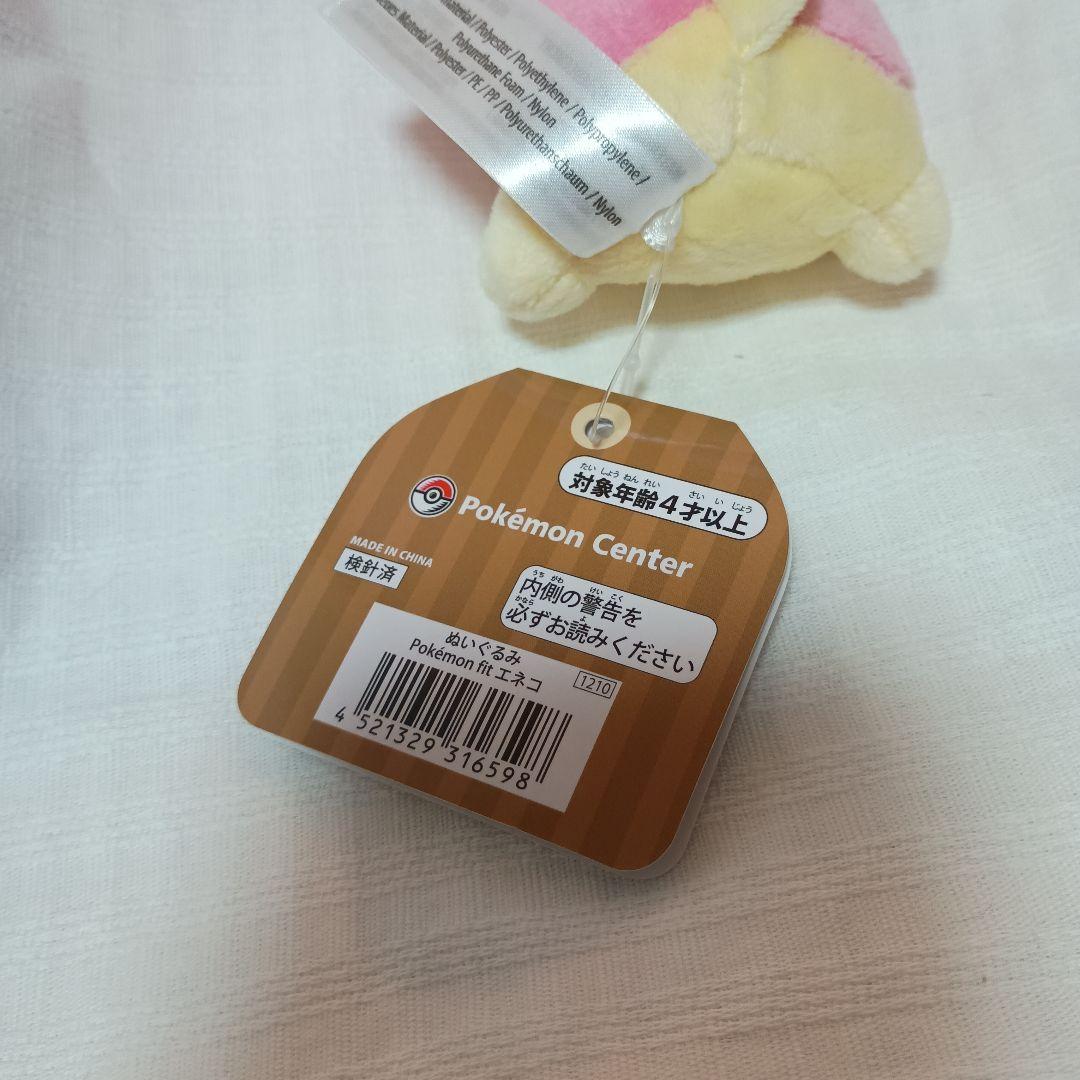 Material / Polyester / Polyethylene / Polypropylene /
Polyurethane Foam / Nylon
Material / Polyester / PE / PP / Polyurethanschaum / Nylon
たいしょうねんれい さいいじょう
対象年齢4才以上
Pokémon Center
MADE IN CHINA
検針済
うちがわ けいこく
内側の警告を
かなら よ
必ずお読みください
ぬいぐるみ
Pokémon fit エネコ
1210
4 521329 316598